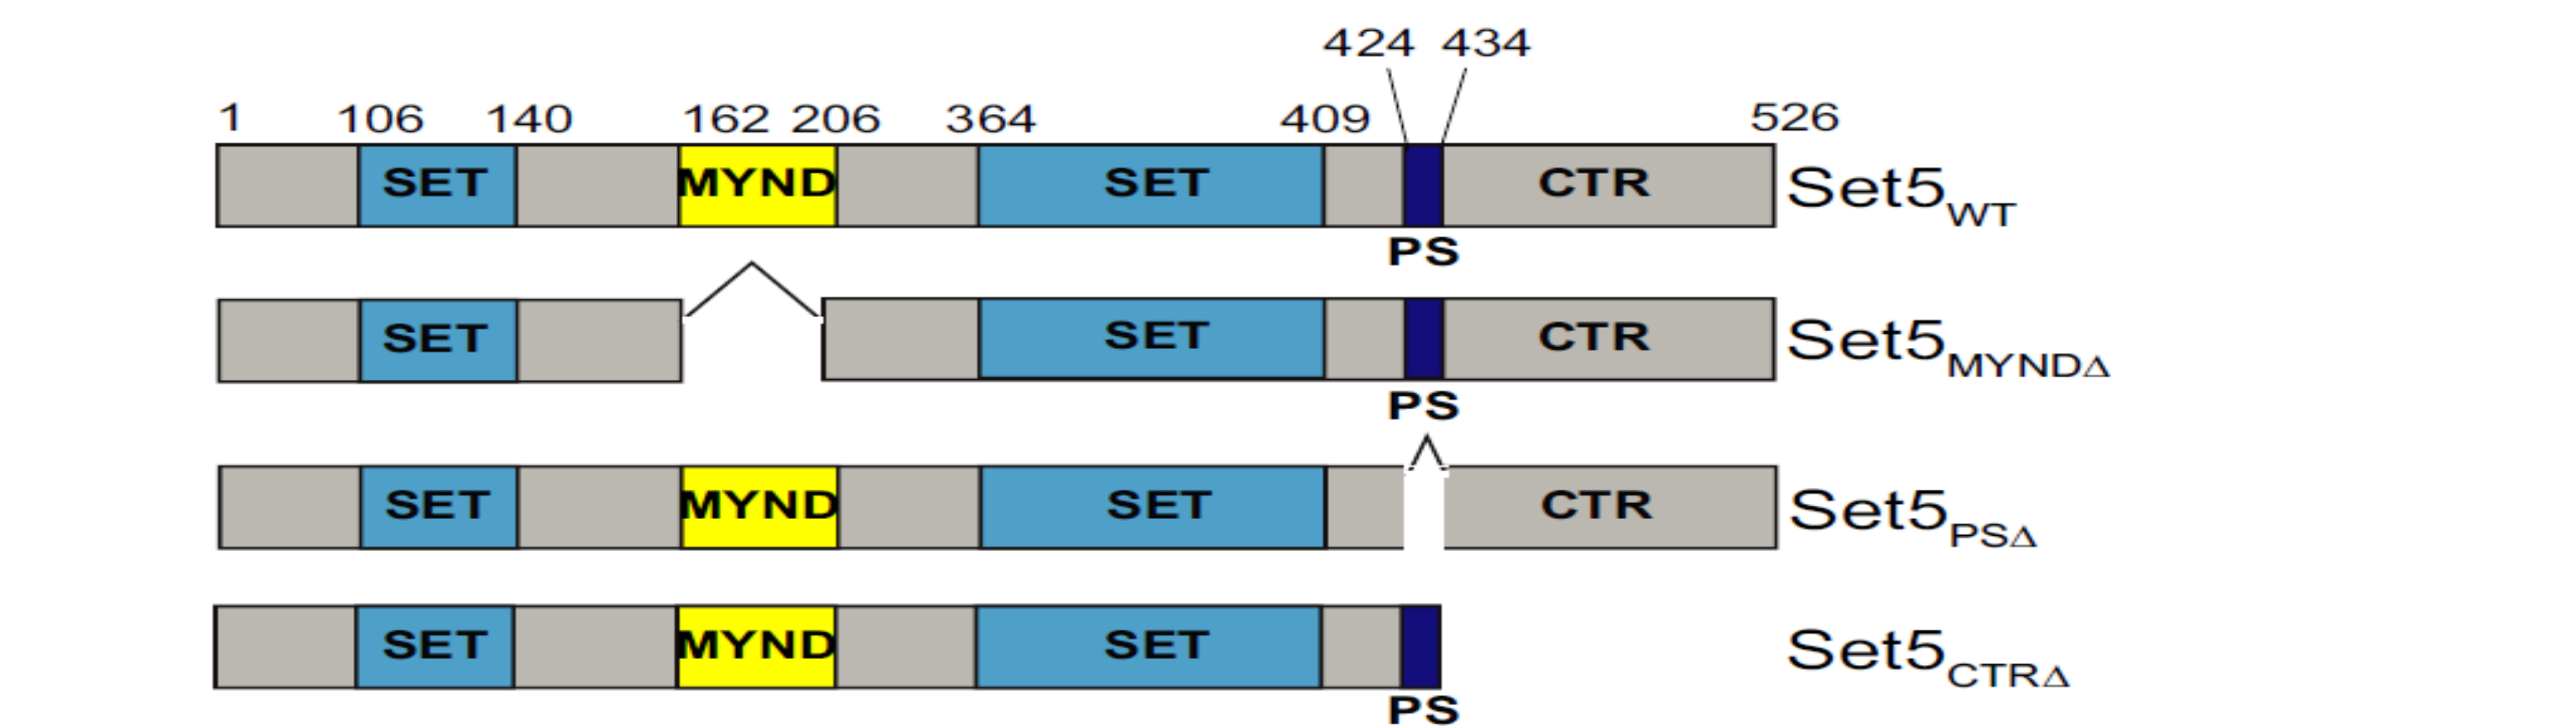 424 434
1 106 140 162 206 364 409 526
SET MYND SET CTR Set5WT
PS
SET SET CTR Set5MYNDΔ
PS
SET MYND SET CTR Set5PSΔ
SET MYND SET Set5CTRΔ
PS